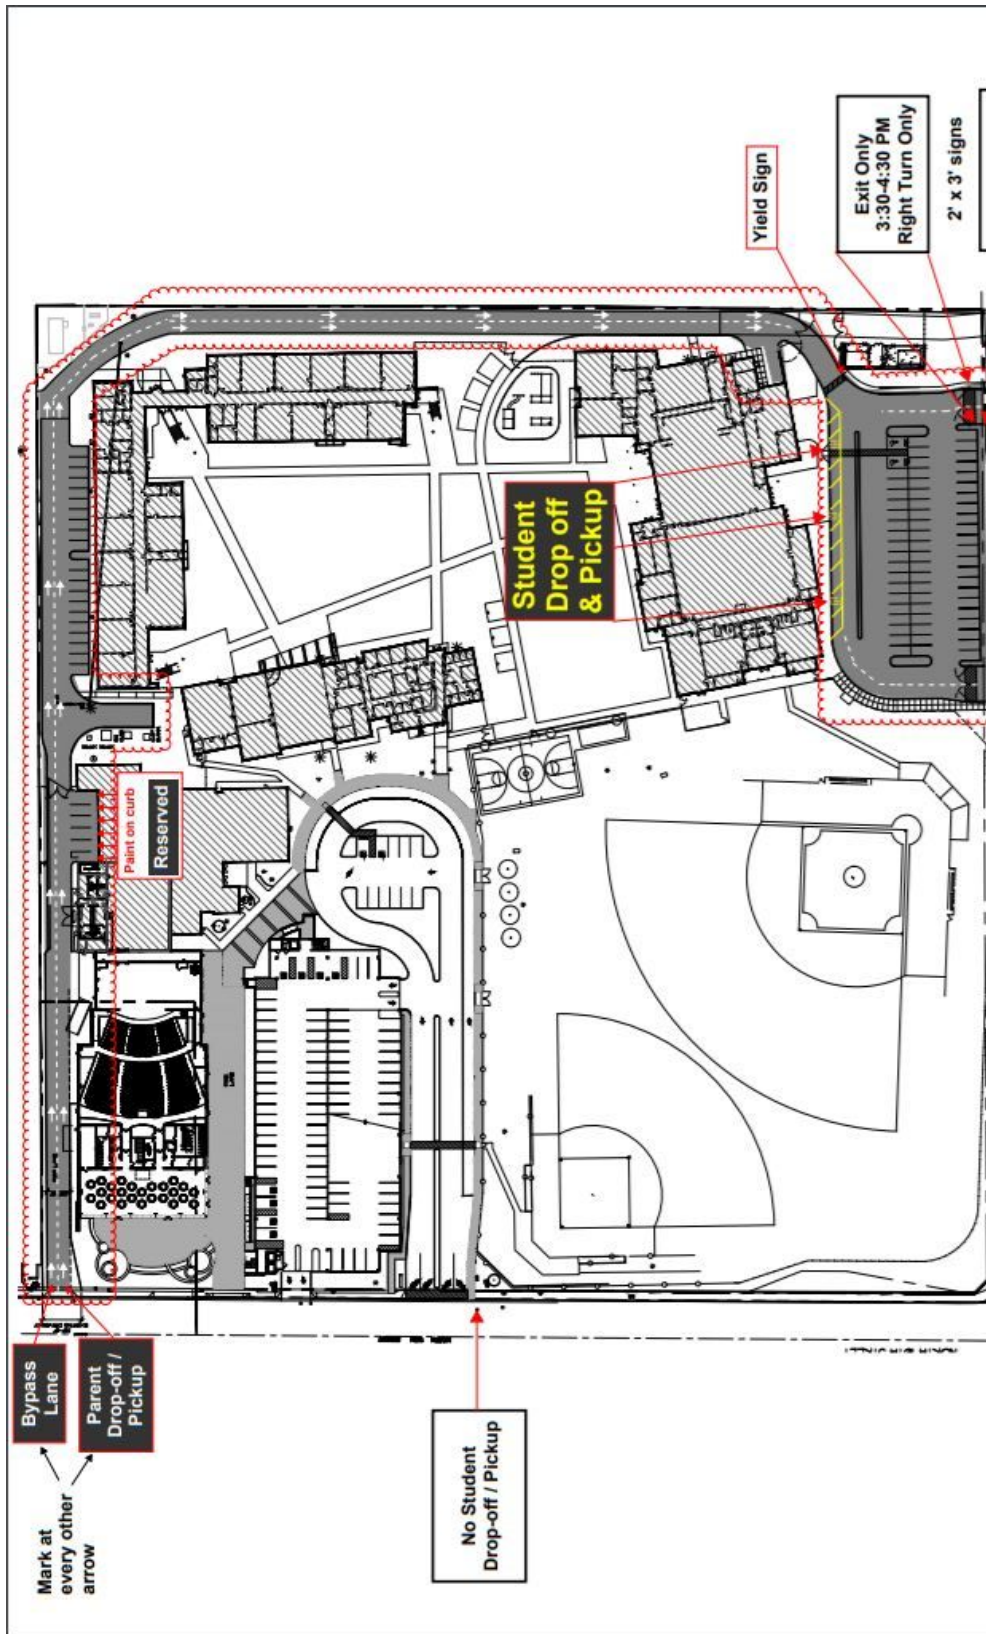 Mark at
every other
arrow
Bypass
Lane
Parent
Drop-off /
Pickup
Paint on curb
Reserved
No Student
Drop-off / Pickup
Student
Drop off
& Pickup
Yield Sign
Exit Only
3:30-4:30 PM
Right Turn Only
2' x 3' signs